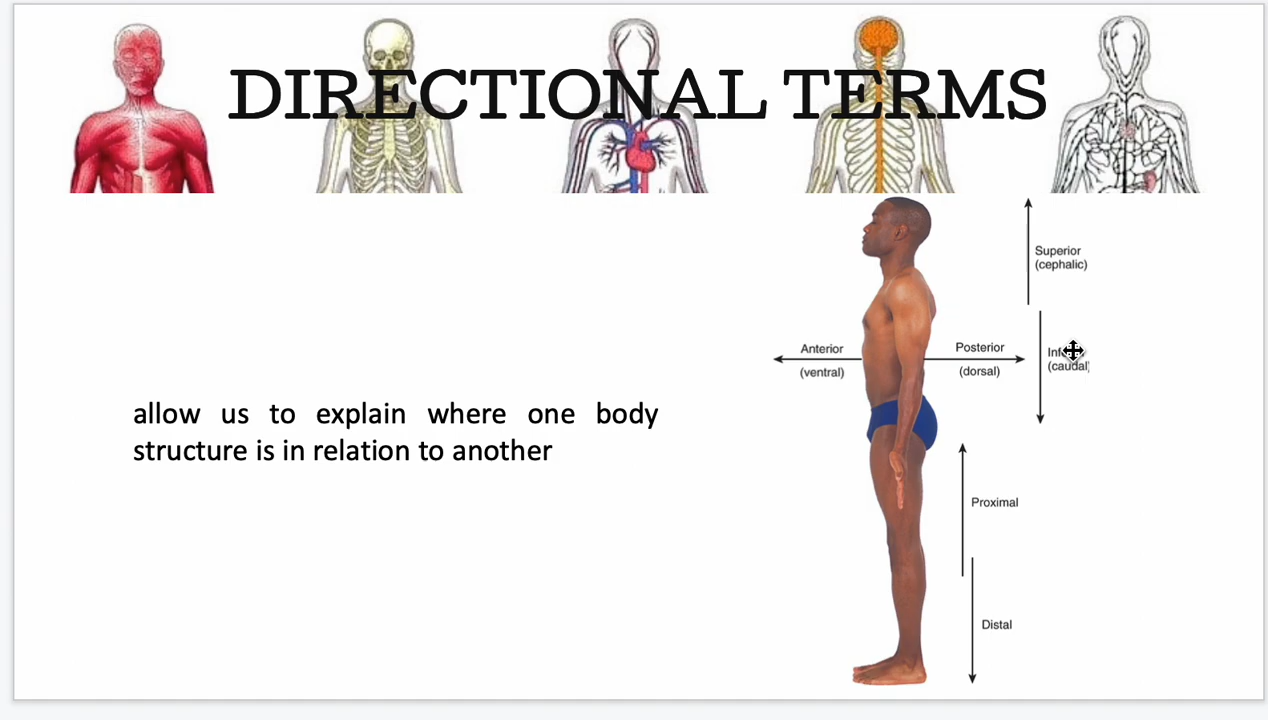 DIRECTIONAL TERMS
allow us to explain where one body
structure is in relation to another
Superior
(cephalic)
Anterior
(ventral)
Posterior
(dorsal)
(caudal)
Proximal
Distal